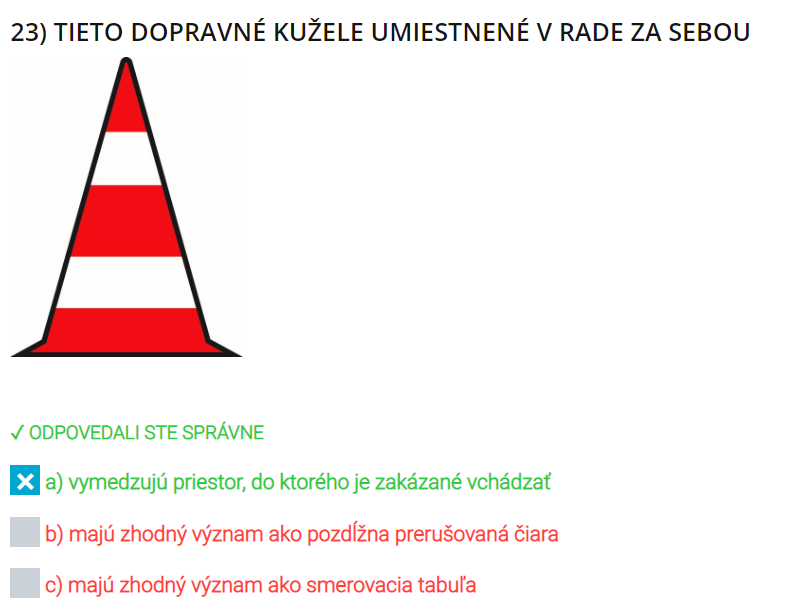 23) TIETO DOPRAVNÉ KUŽELE UMIESTNENÉ V RADE ZA SEBOU
✓ ODPOVEDALI STE SPRÁVNE
a) vymedzujú priestor, do ktorého je zakázané vchádzať
b) majú zhodný význam ako pozdĺžna prerušovaná čiara
c) majú zhodný význam ako smerovacia tabuľa